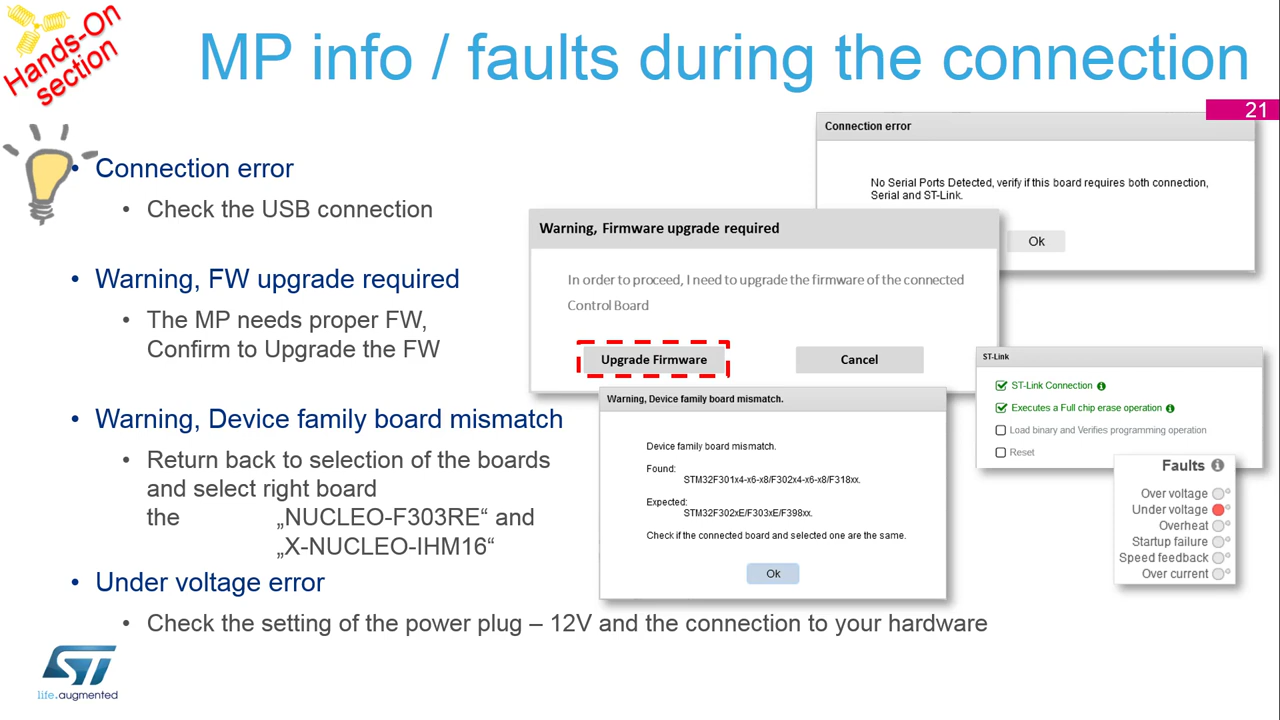 Hands-On
section
MP info / faults during the connection
21
• Connection error
• Check the USB connection
• Warning, FW upgrade required
• The MP needs proper FW,
Confirm to Upgrade the FW
• Warning, Device family board mismatch
• Return back to selection of the boards
and select right board
the „NUCLEO-F303RE“ and
„X-NUCLEO-IHM16“
• Under voltage error
• Check the setting of the power plug – 12V and the connection to your hardware
Connection error
No Serial Ports Detected, verify if this board requires both connection,
Serial and ST-Link.
Ok
Warning, Firmware upgrade required
In order to proceed, I need to upgrade the firmware of the connected
Control Board
Upgrade Firmware
Cancel
Warning, Device family board mismatch.
Device family board mismatch.
Found:
STM32F301x4-x6-x8/F302x4-x6-x8/F318xx.
Expected:
STM32F302xE/F303xE/F398xx.
Check if the connected board and selected one are the same.
Ok
ST-Link
ST-Link Connection
Executes a Full chip erase operation
Load binary and Verifies programming operation
Reset
Faults
Over voltage
Under voltage
Overheat
Startup failure
Speed feedback
Over current
ST
life.augmented